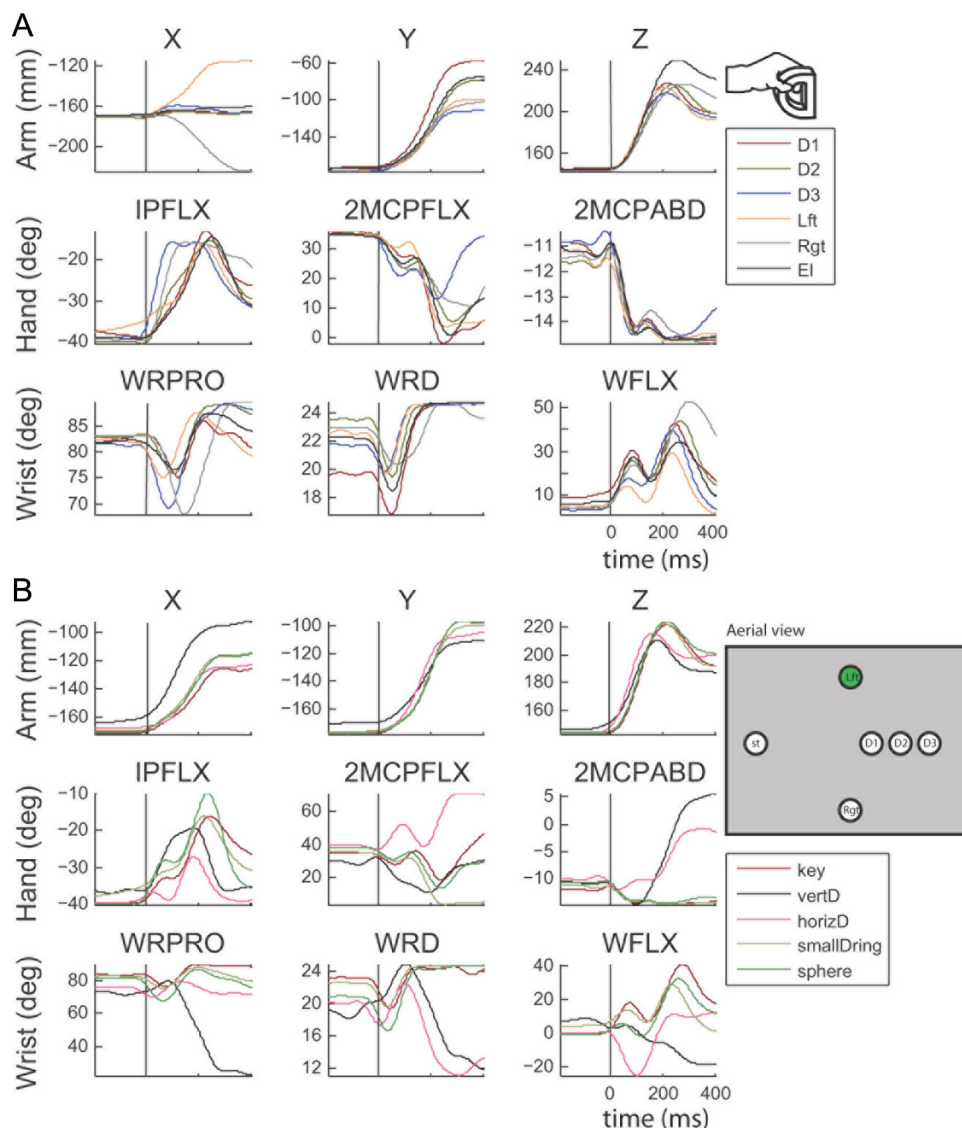 A
X Y Z
Arm (mm)
−120
−160
−200
−60
−100
−140
240
200
160
D1
D2
D3
Lft
Rgt
El
IPFLX 2MCPFLX 2MCPABD
Hand (deg)
−20
−30
−40
30
20
10
0
−11
−12
−13
−14
WRPRO WRD WFLX
Wrist (deg)
85
80
75
70
24
22
20
18
50
30
10
0 200 400
time (ms)
B
X Y Z
Arm (mm)
−100
−120
−140
−160
−100
−120
−140
−160
220
200
180
160
Aerial view
Lft
st
D1 D2 D3
Rgt
IPFLX 2MCPFLX 2MCPABD
Hand (deg)
−10
−20
−30
−40
60
40
20
5
0
−5
−10
key
vertD
horizD
smallDring
sphere
WRPRO WRD WFLX
Wrist (deg)
80
60
40
24
20
16
12
40
20
0
−20
0 200 400
time (ms)